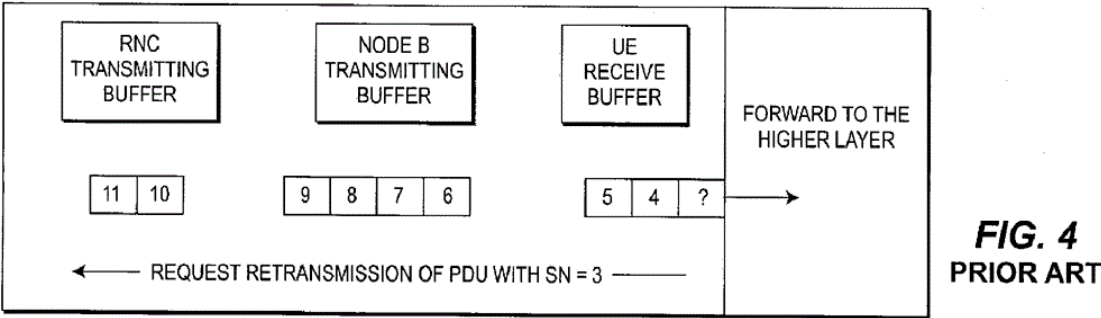 RNC
TRANSMITTING
BUFFER
NODE B
TRANSMITTING
BUFFER
UE
RECEIVE
BUFFER
FORWARD TO THE
HIGHER LAYER
11 10
9 8 7 6
5 4 ?
REQUEST RETRANSMISSION OF PDU WITH SN = 3
FIG. 4
PRIOR ART